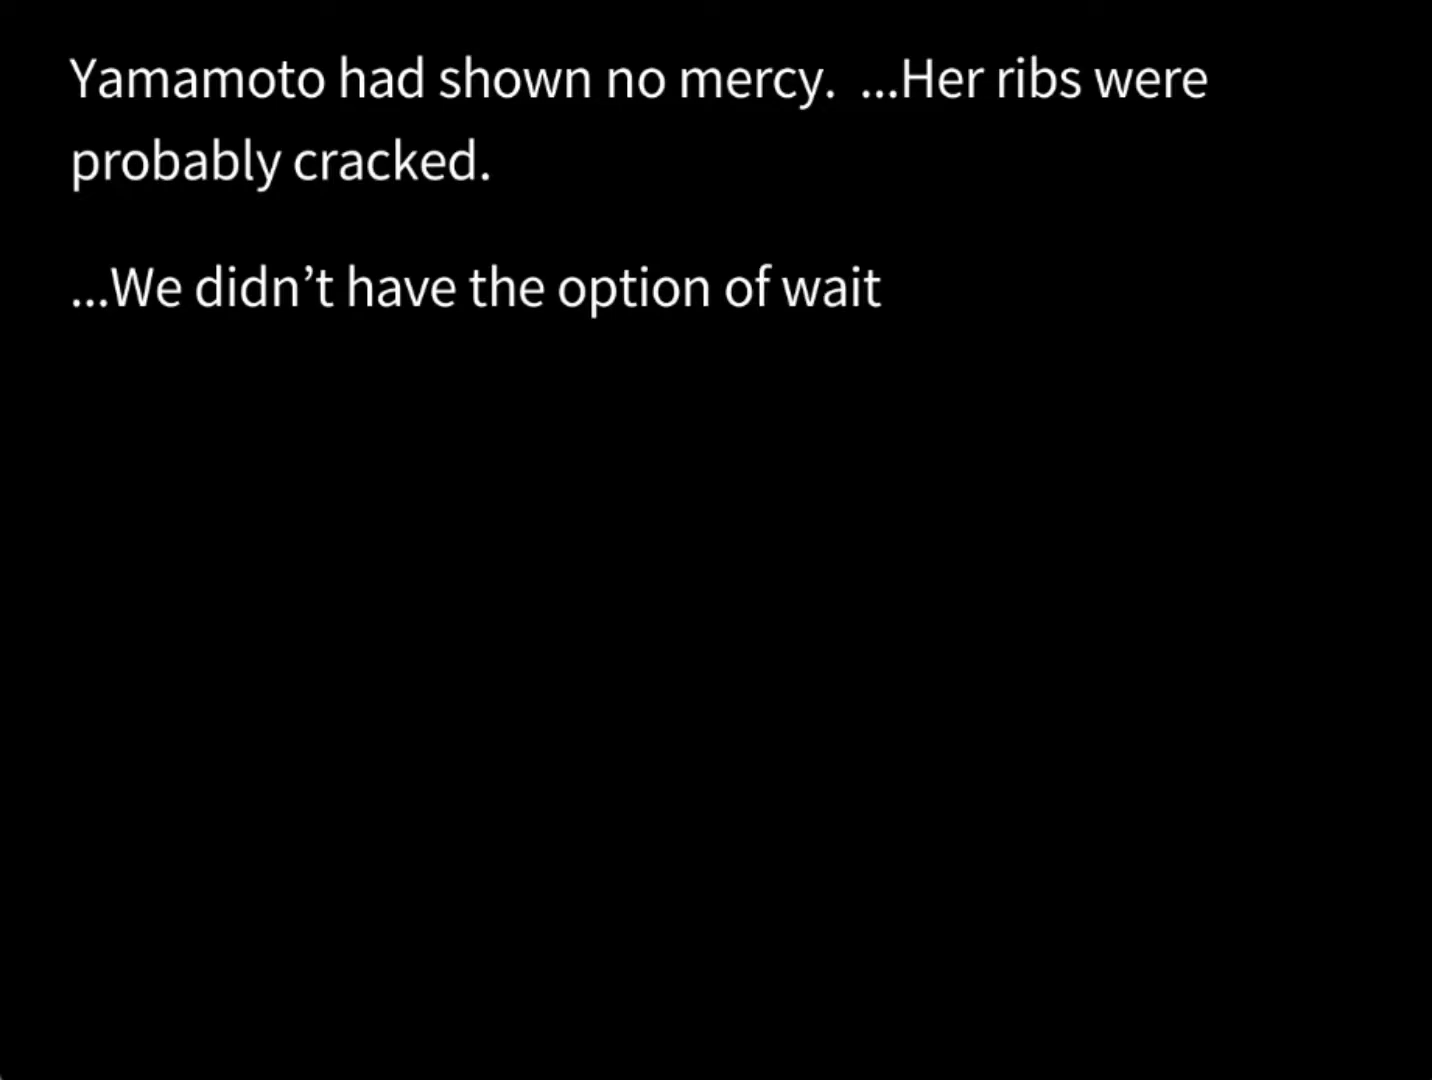 Yamamoto had shown no mercy.  ...Her ribs were
probably cracked.
...We didn’t have the option of wait